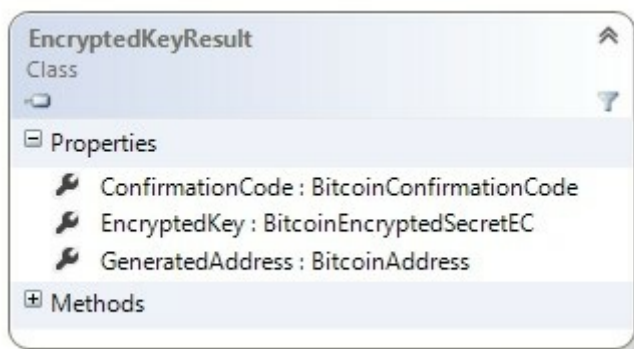 EncryptedKeyResult
Class
Properties
ConfirmationCode : BitcoinConfirmationCode
EncryptedKey : BitcoinEncryptedSecretEC
GeneratedAddress : BitcoinAddress
Methods